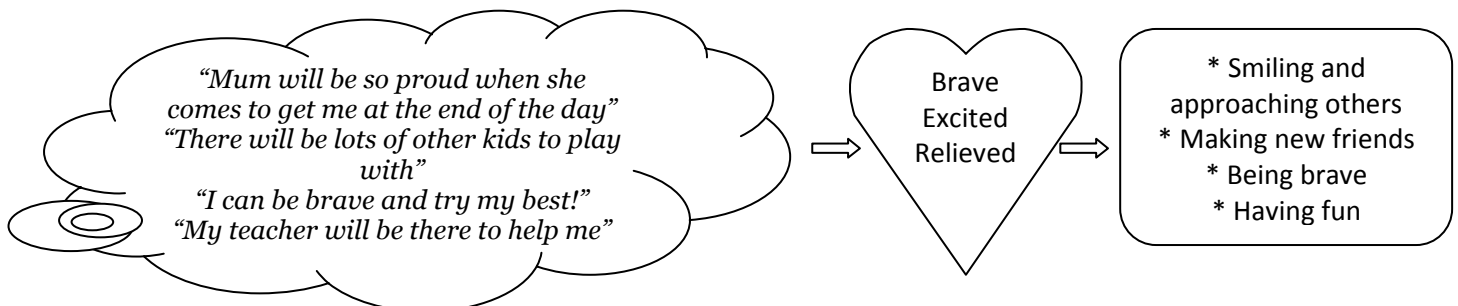 “Mum will be so proud when she
comes to get me at the end of the day”
“There will be lots of other kids to play
with”
“I can be brave and try my best!”
“My teacher will be there to help me”
Brave
Excited
Relieved
* Smiling and
approaching others
* Making new friends
* Being brave
* Having fun